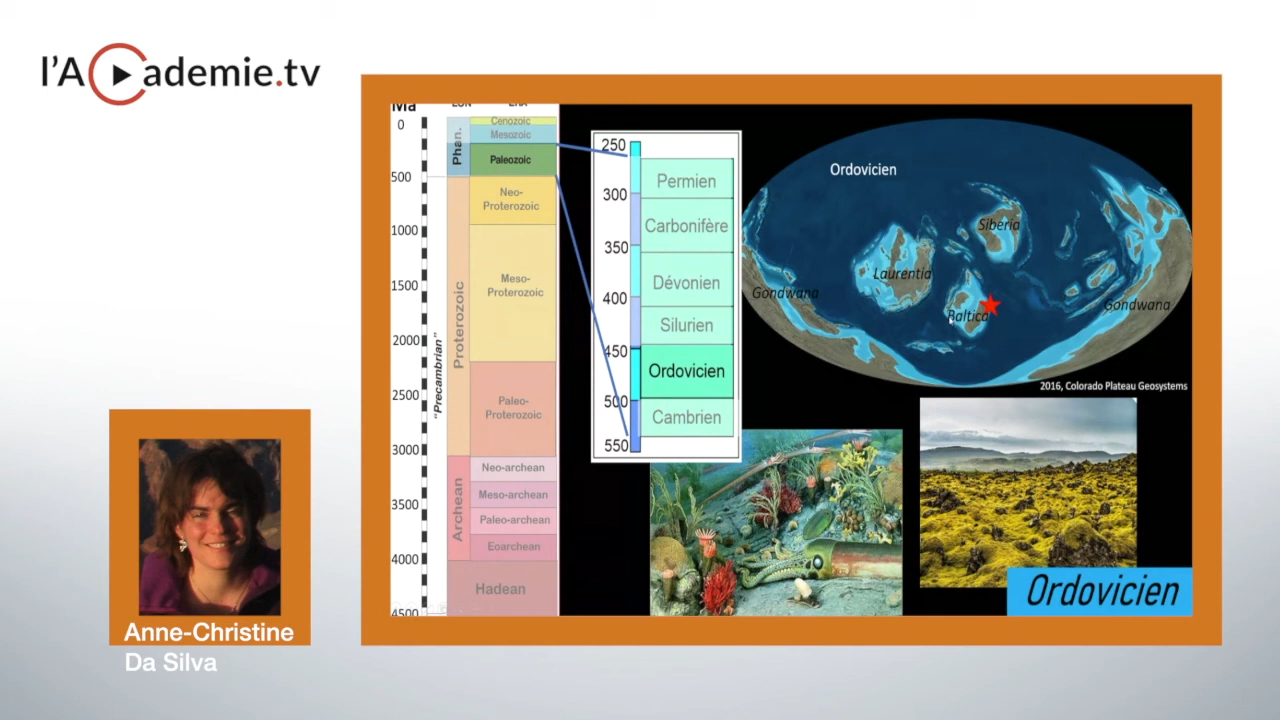 l'Academie.tv
Ma
EON
ERA
0
500
1000
1500
2000
2500
3000
3500
4000
4500
"Precambrian"
Phan.
Proterozoic
Archean
Cenozoic
Mesozoic
Paleozoic
Neo-
Proterozoic
Meso-
Proterozoic
Paleo-
Proterozoic
Neo-archean
Meso-archean
Paleo-archean
Eoarchean
Hadean
250
300
350
400
450
500
550
Permien
Carbonifère
Dévonien
Silurien
Ordovicien
Cambrien
Ordovicien
Siberia
Laurentia
Gondwana
Baltica
Gondwana
2016, Colorado Plateau Geosystems
Ordovicien
Anne-Christine
Da Silva